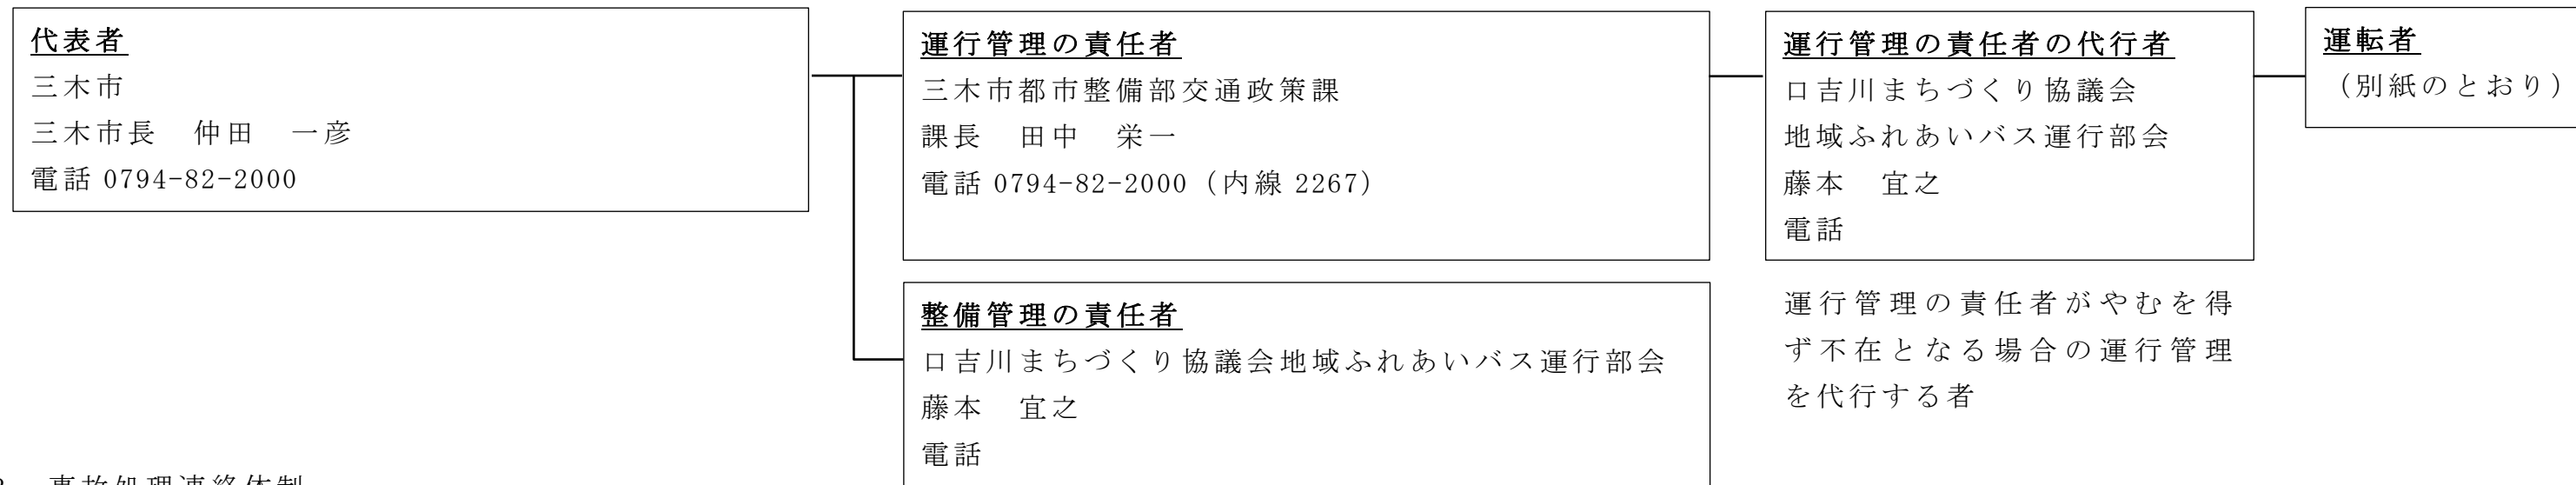 代表者
三木市
三木市長　仲田　一彦
電話 0794-82-2000
運行管理の責任者
三木市都市整備部交通政策課
課長　田中　栄一
電話 0794-82-2000（内線 2267）
運行管理の責任者の代行者
口吉川まちづくり協議会
地域ふれあいバス運行部会
藤本　宜之
電話
運転者
（別紙のとおり）
整備管理の責任者
口吉川まちづくり協議会地域ふれあいバス運行部会
藤本　宜之
電話
運行管理の責任者がやむを得
ず不在となる場合の運行管理
を代行する者
事故処理連絡体制